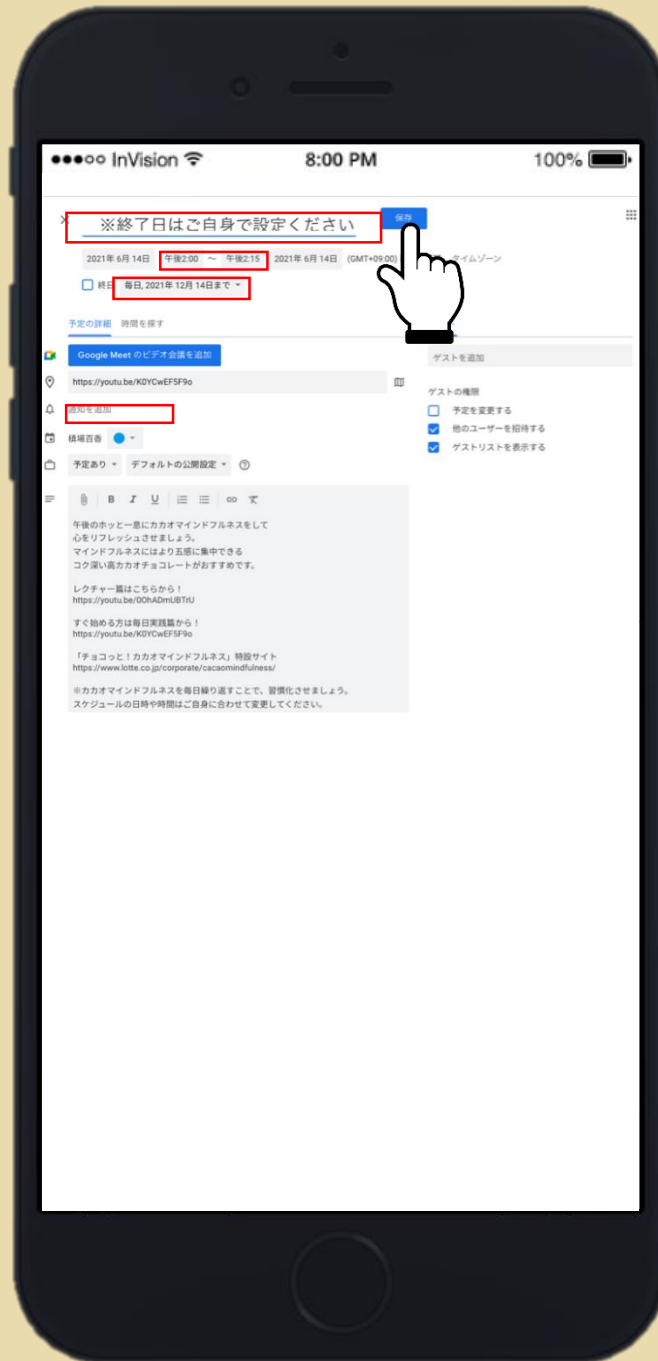 InVision 8:00 PM 100%
※終了日はご自身で設定ください 保存
2021年 6月 14日 午後2:00 ～ 午後2:15 2021年 6月 14日 (GMT+09:00) タイムゾーン
終日 毎日, 2021年 12月 14日まで
予定の詳細 時間を探す
Google Meet のビデオ会議を追加
ゲストを追加
https://youtu.be/K0YCwEF5F9o
ゲストの権限
通知を追加
予定を変更する
他のユーザーを招待する
積場百香
ゲストリストを表示する
予定あり デフォルトの公開設定
B I U
午後のホッと一息にカカオマインドフルネスをして
心をリフレッシュさせましょう。
マインドフルネスにはより五感に集中できる
コク深い高カカオチョコレートがおすすめです。
レクチャー篇はこちらから！
https://youtu.be/0OhADmUBTrU
すぐ始める方は毎日実践篇から！
https://youtu.be/K0YCwEF5F9o
「チョコっと！カカオマインドフルネス」特設サイト
https://www.lotte.co.jp/corporate/cacaomindfulness/
※カカオマインドフルネスを毎日繰り返すことで、習慣化させましょう。
スケジュールの日時や時間はご自身に合わせて変更してください。